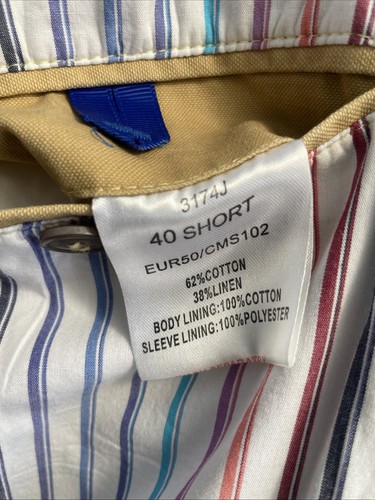 3174J
40 SHORT
EUR50/CMS102
62%COTTON
38%LINEN
BODY LINING:100%COTTON
SLEEVE LINING:100%POLYESTER